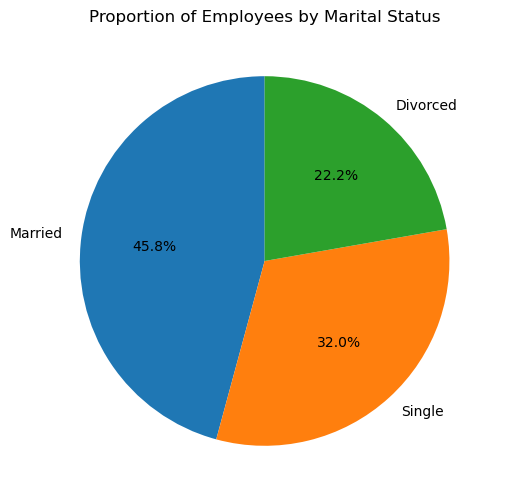 Proportion of Employees by Marital Status
Divorced
22.2%
Married
45.8%
32.0%
Single